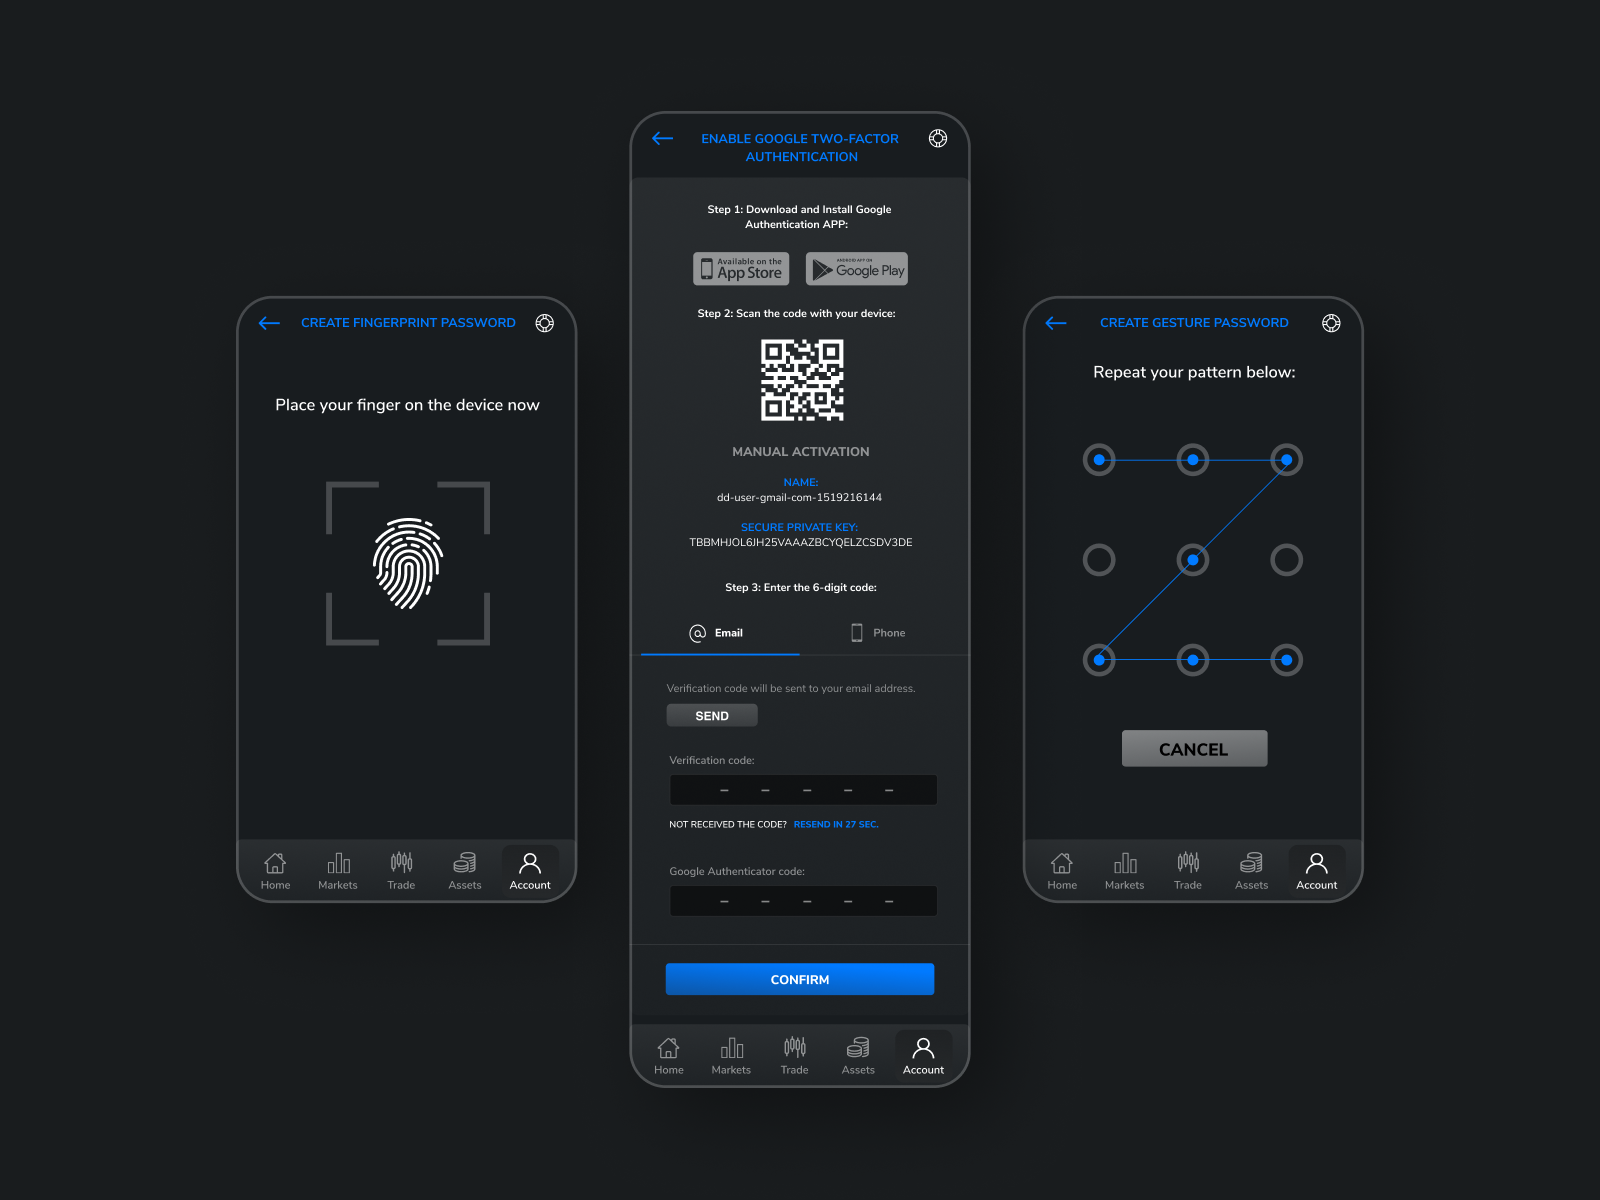 CREATE FINGERPRINT PASSWORD
Place your finger on the device now
Home
Markets
Trade
Assets
Account
ENABLE GOOGLE TWO-FACTOR
AUTHENTICATION
Step 1: Download and Install Google
Authentication APP:
Available on the
App Store
ANDROID APP ON
Google Play
Step 2: Scan the code with your device:
MANUAL ACTIVATION
NAME:
dd-user-gmail-com-1519216144
SECURE PRIVATE KEY:
TBBMHJOL6JH25VAAAZBCYQELZCSDV3DE
Step 3: Enter the 6-digit code:
Email
Phone
Verification code will be sent to your email address.
SEND
Verification code:
– – – – –
NOT RECEIVED THE CODE? RESEND IN 27 SEC.
Google Authenticator code:
– – – – –
CONFIRM
Home
Markets
Trade
Assets
Account
CREATE GESTURE PASSWORD
Repeat your pattern below:
CANCEL
Home
Markets
Trade
Assets
Account